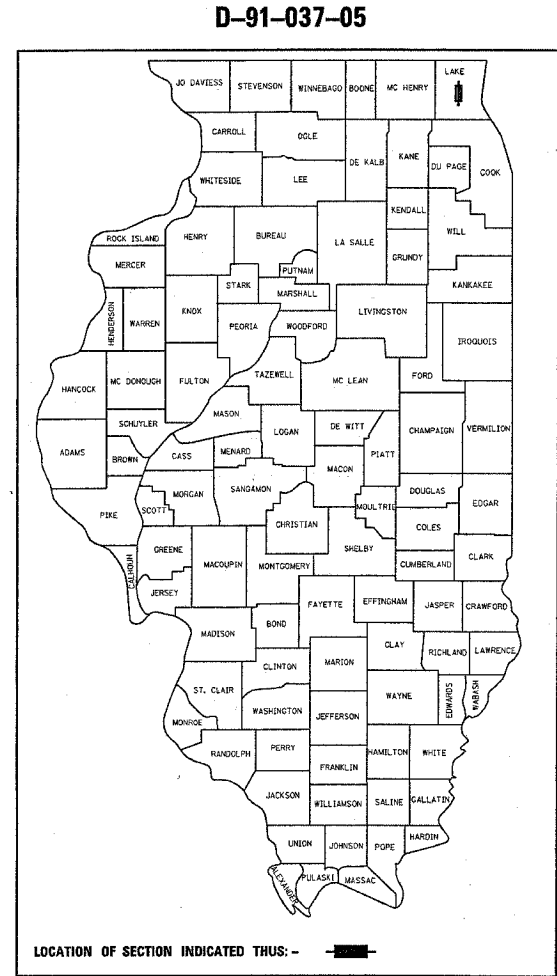 D-91-037-05
JO DAVIESS STEVENSON WINNEBAGO BOONE MC HENRY LAKE
CARROLL OGLE DE KALB KANE DU PAGE COOK
WHITESIDE LEE
KENDALL
ROCK ISLAND HENRY BUREAU LA SALLE GRUNDY WILL
MERCER PUTNAM
STARK MARSHALL KANKAKEE
HENDERSON WARREN KNOX PEORIA WOODFORD LIVINGSTON
IROQUOIS
HANCOCK MC DONOUGH FULTON TAZEWELL MC LEAN FORD
MASON
SCHUYLER LOGAN DE WITT CHAMPAIGN VERMILION
ADAMS BROWN CASS MENARD PIATT
MACON
MORGAN SANGAMON DOUGLAS
PIKE SCOTT MOULTRIE EDGAR
CHRISTIAN COLES
GREENE SHELBY
CALHOUN MACOUPIN MONTGOMERY CUMBERLAND CLARK
JERSEY
FAYETTE EFFINGHAM JASPER CRAWFORD
MADISON BOND
CLAY RICHLAND LAWRENCE
CLINTON MARION
ST. CLAIR WAYNE EDWARDS WABASH
WASHINGTON JEFFERSON
MONROE
RANDOLPH PERRY HAMILTON WHITE
FRANKLIN
JACKSON WILLIAMSON SALINE GALLATIN
UNION JOHNSON POPE HARDIN
ALEXANDER PULASKI MASSAC
LOCATION OF SECTION INDICATED THUS: -